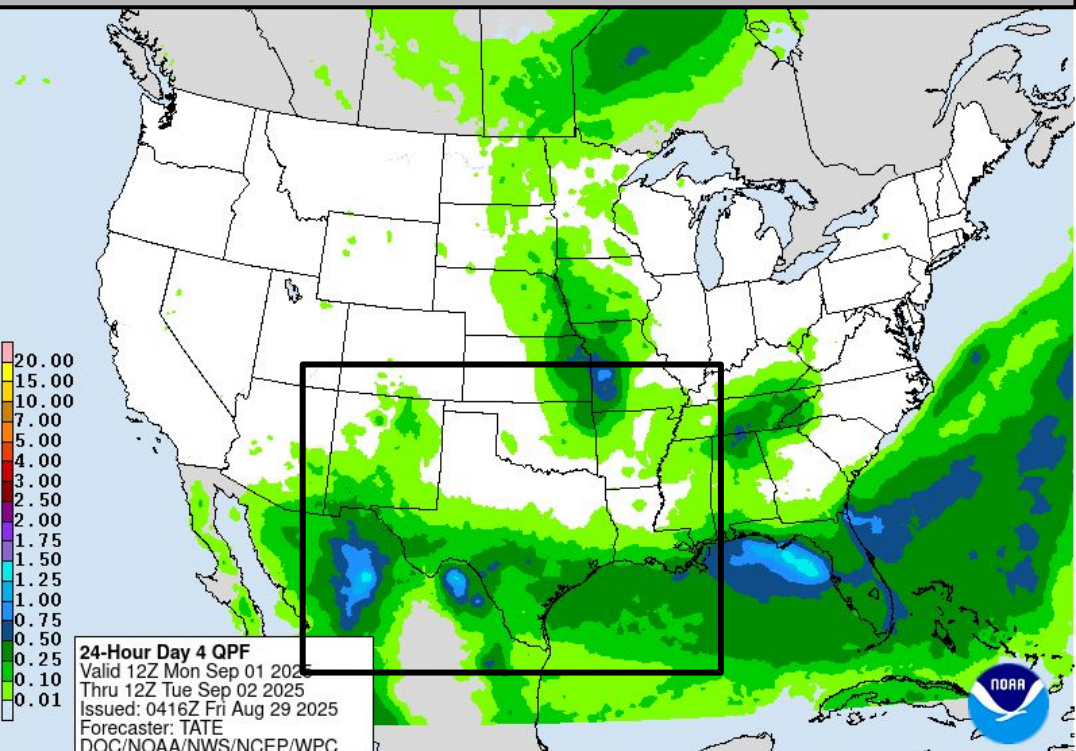 20.00
15.00
10.00
7.00
5.00
4.00
3.00
2.50
2.00
1.75
1.50
1.25
1.00
0.75
0.50
0.25
0.10
0.01
24-Hour Day 4 QPF
Valid 12Z Mon Sep 01 2025
Thru 12Z Tue Sep 02 2025
Issued: 0416Z Fri Aug 29 2025
Forecaster: TATE
DOC/NOAA/NWS/NCEP/WPC
NOAA